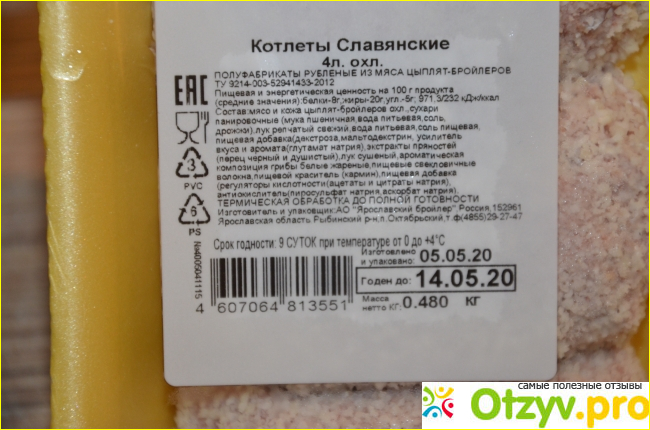 Котлеты Славянские
4л. охл.
ПОЛУФАБРИКАТЫ РУБЛЕНЫЕ ИЗ МЯСА ЦЫПЛЯТ-БРОЙЛЕРОВ
ТУ 9214-003-52941433-2012
Пищевая и энергетическая ценность на 100 г продукта
(средние значения):белки-8г,жиры-20г,угл.-5г; 971,3/232 кДж/ккал
Состав:мясо и кожа цыплят-бройлеров охл.,сухари
панировочные (мука пшеничная,вода питьевая,соль,
дрожжи),лук репчатый свежий,вода питьевая,соль пищевая,
пищевая добавка(декстроза,мальтодекстрин, усилитель
вкуса и аромата(глутамат натрия),экстракты пряностей
(перец черный и душистый),лук сушеный,ароматическая
композиция грибы белые жареные,пищевые свекловичные
волокна,пищевой краситель (кармин),пищевая добавка
(регуляторы кислотности(ацетаты и цитраты натрия),
антиокислитель(пиросульфат натрия,аскорбат натрия).
ТЕРМИЧЕСКАЯ ОБРАБОТКА ДО ПОЛНОЙ ГОТОВНОСТИ
Изготовитель и упаковщик:АО "Ярославский бройлер" Россия,152961
Ярославская область,Рыбинский р-н,п.Октябрьский,т.ф(4855)29-27-47
EAC
3
PVC
6
PS
Срок годности: 9 СУТОК при температуре от 0 до +4°C
Изготовлено
и упаковано: 05.05.20
Годен до: 14.05.20
Масса
нетто КГ: 0.480 КГ
№4005041115
4 607064 813551
самые полезные отзывы
Otzyv.pro